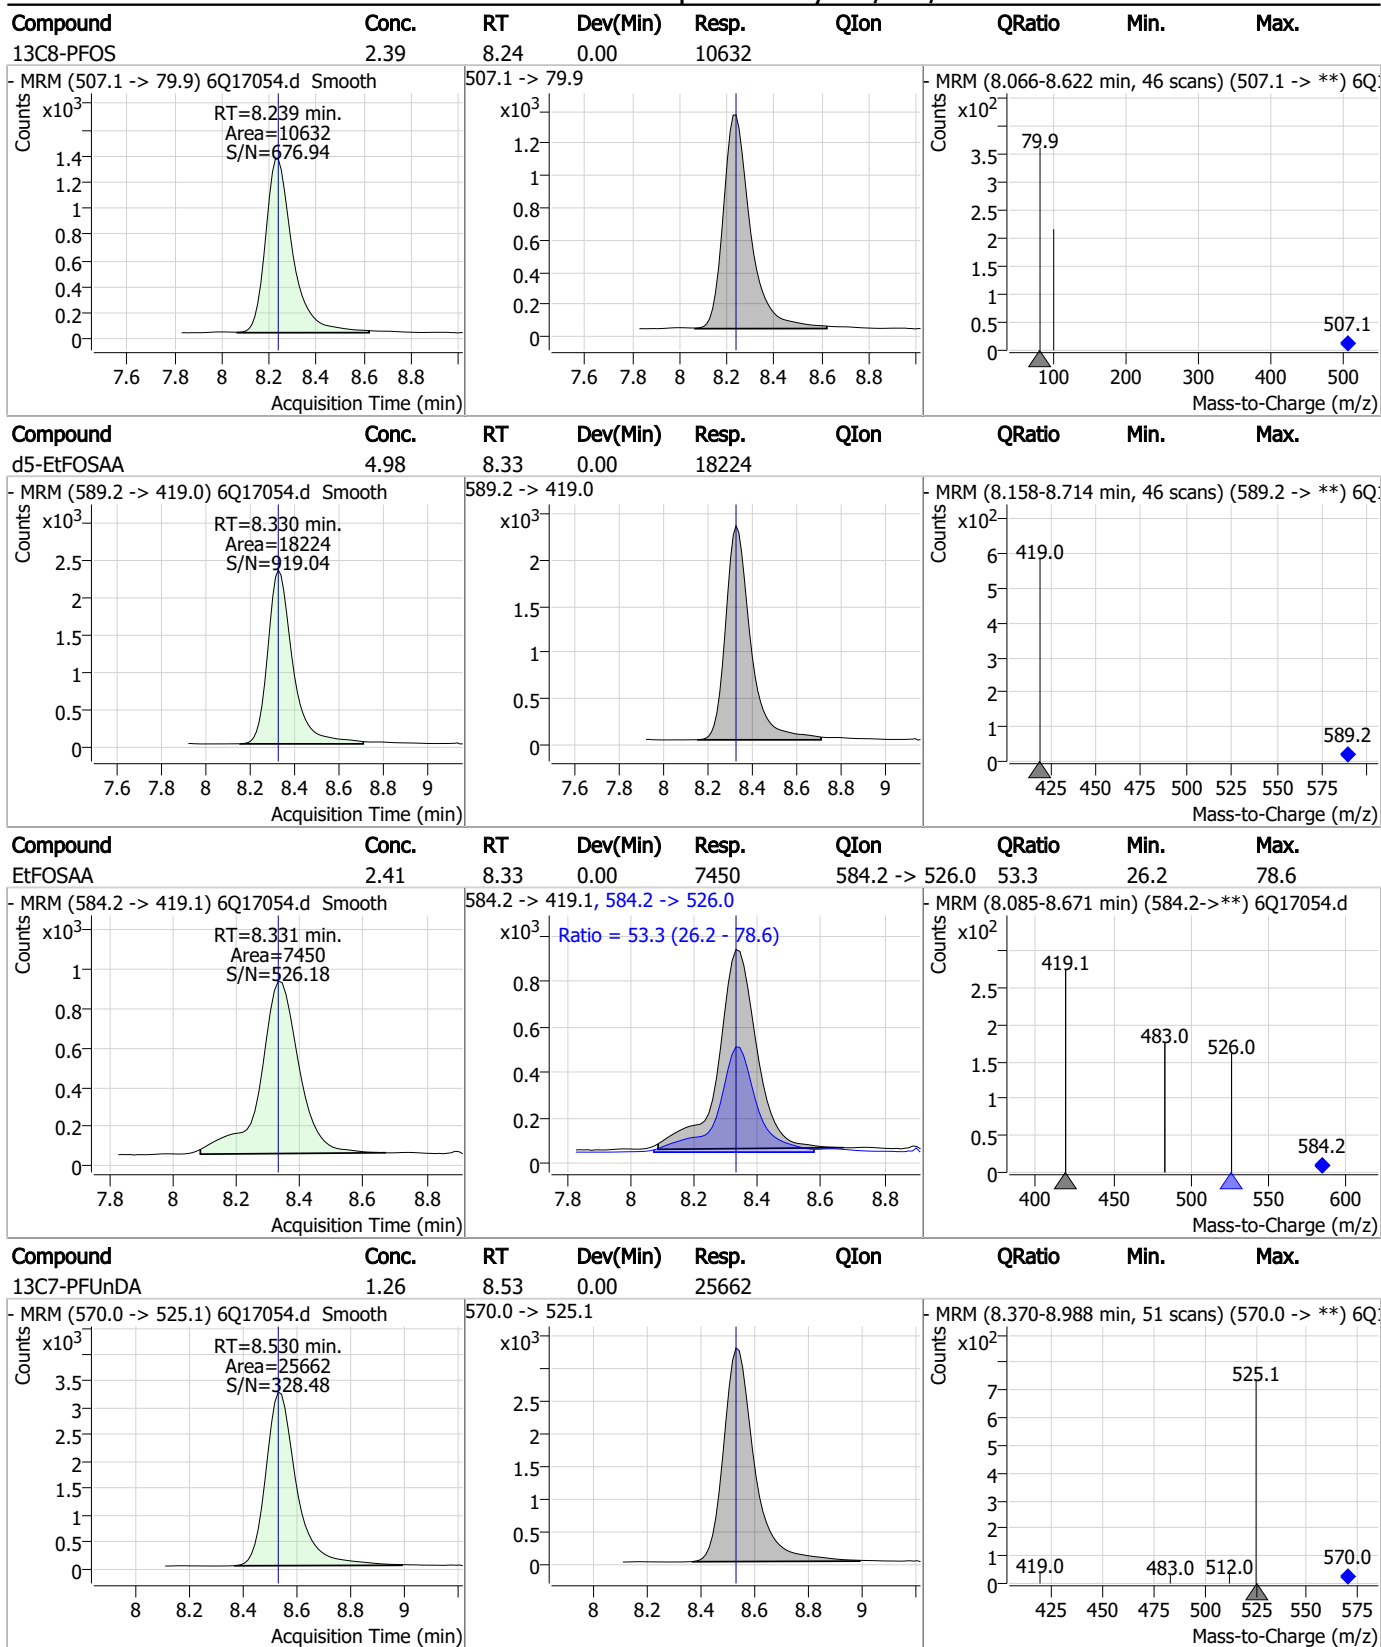 Compound Conc. RT Dev(Min) Resp. QIon QRatio Min. Max.
13C8-PFOS 2.39 8.24 0.00 10632
- MRM (507.1 -> 79.9) 6Q17054.d Smooth
Counts
x10³
RT=8.239 min.
Area=10632
S/N=676.94
1.4
1.2
1
0.8
0.6
0.4
0.2
0
7.6 7.8 8 8.2 8.4 8.6 8.8
Acquisition Time (min)
507.1 -> 79.9
x10³
1.2
1
0.8
0.6
0.4
0.2
0
7.6 7.8 8 8.2 8.4 8.6 8.8
- MRM (8.066-8.622 min, 46 scans) (507.1 -> **) 6Q1
Counts
x10²
79.9
3.5
3
2.5
2
1.5
1
0.5
0
507.1
100 200 300 400 500
Mass-to-Charge (m/z)
Compound Conc. RT Dev(Min) Resp. QIon QRatio Min. Max.
d5-EtFOSAA 4.98 8.33 0.00 18224
- MRM (589.2 -> 419.0) 6Q17054.d Smooth
Counts
x10³
RT=8.330 min.
Area=18224
S/N=919.04
2.5
2
1.5
1
0.5
0
7.6 7.8 8 8.2 8.4 8.6 8.8 9
Acquisition Time (min)
589.2 -> 419.0
x10³
2
1.5
1
0.5
0
7.6 7.8 8 8.2 8.4 8.6 8.8 9
- MRM (8.158-8.714 min, 46 scans) (589.2 -> **) 6Q1
Counts
x10²
419.0
6
5
4
3
2
1
0
589.2
425 450 475 500 525 550 575
Mass-to-Charge (m/z)
Compound Conc. RT Dev(Min) Resp. QIon QRatio Min. Max.
EtFOSAA 2.41 8.33 0.00 7450 584.2 -> 526.0 53.3 26.2 78.6
- MRM (584.2 -> 419.1) 6Q17054.d Smooth
Counts
x10³
RT=8.331 min.
Area=7450
S/N=526.18
1
0.8
0.6
0.4
0.2
0
7.8 8 8.2 8.4 8.6 8.8
Acquisition Time (min)
584.2 -> 419.1, 584.2 -> 526.0
x10³
Ratio = 53.3 (26.2 - 78.6)
0.8
0.6
0.4
0.2
0
7.8 8 8.2 8.4 8.6 8.8
- MRM (8.085-8.671 min) (584.2->**) 6Q17054.d
Counts
x10²
419.1
483.0
526.0
584.2
2.5
2
1.5
1
0.5
0
400 450 500 550 600
Mass-to-Charge (m/z)
Compound Conc. RT Dev(Min) Resp. QIon QRatio Min. Max.
13C7-PFUnDA 1.26 8.53 0.00 25662
- MRM (570.0 -> 525.1) 6Q17054.d Smooth
Counts
x10³
RT=8.530 min.
Area=25662
S/N=328.48
3.5
3
2.5
2
1.5
1
0.5
0
8 8.2 8.4 8.6 8.8 9
Acquisition Time (min)
570.0 -> 525.1
x10³
2.5
2
1.5
1
0.5
0
8 8.2 8.4 8.6 8.8 9
- MRM (8.370-8.988 min, 51 scans) (570.0 -> **) 6Q1
Counts
x10²
525.1
7
6
5
4
3
2
1
0
419.0 483.0 512.0 570.0
425 450 475 500 525 550 575
Mass-to-Charge (m/z)